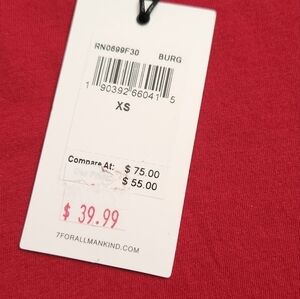 RN0599F30 BURG
1 90392 66041 5
XS
Compare At: $ 75.00
$ 55.00
$ 39.99
7FORALLMANKIND.COM